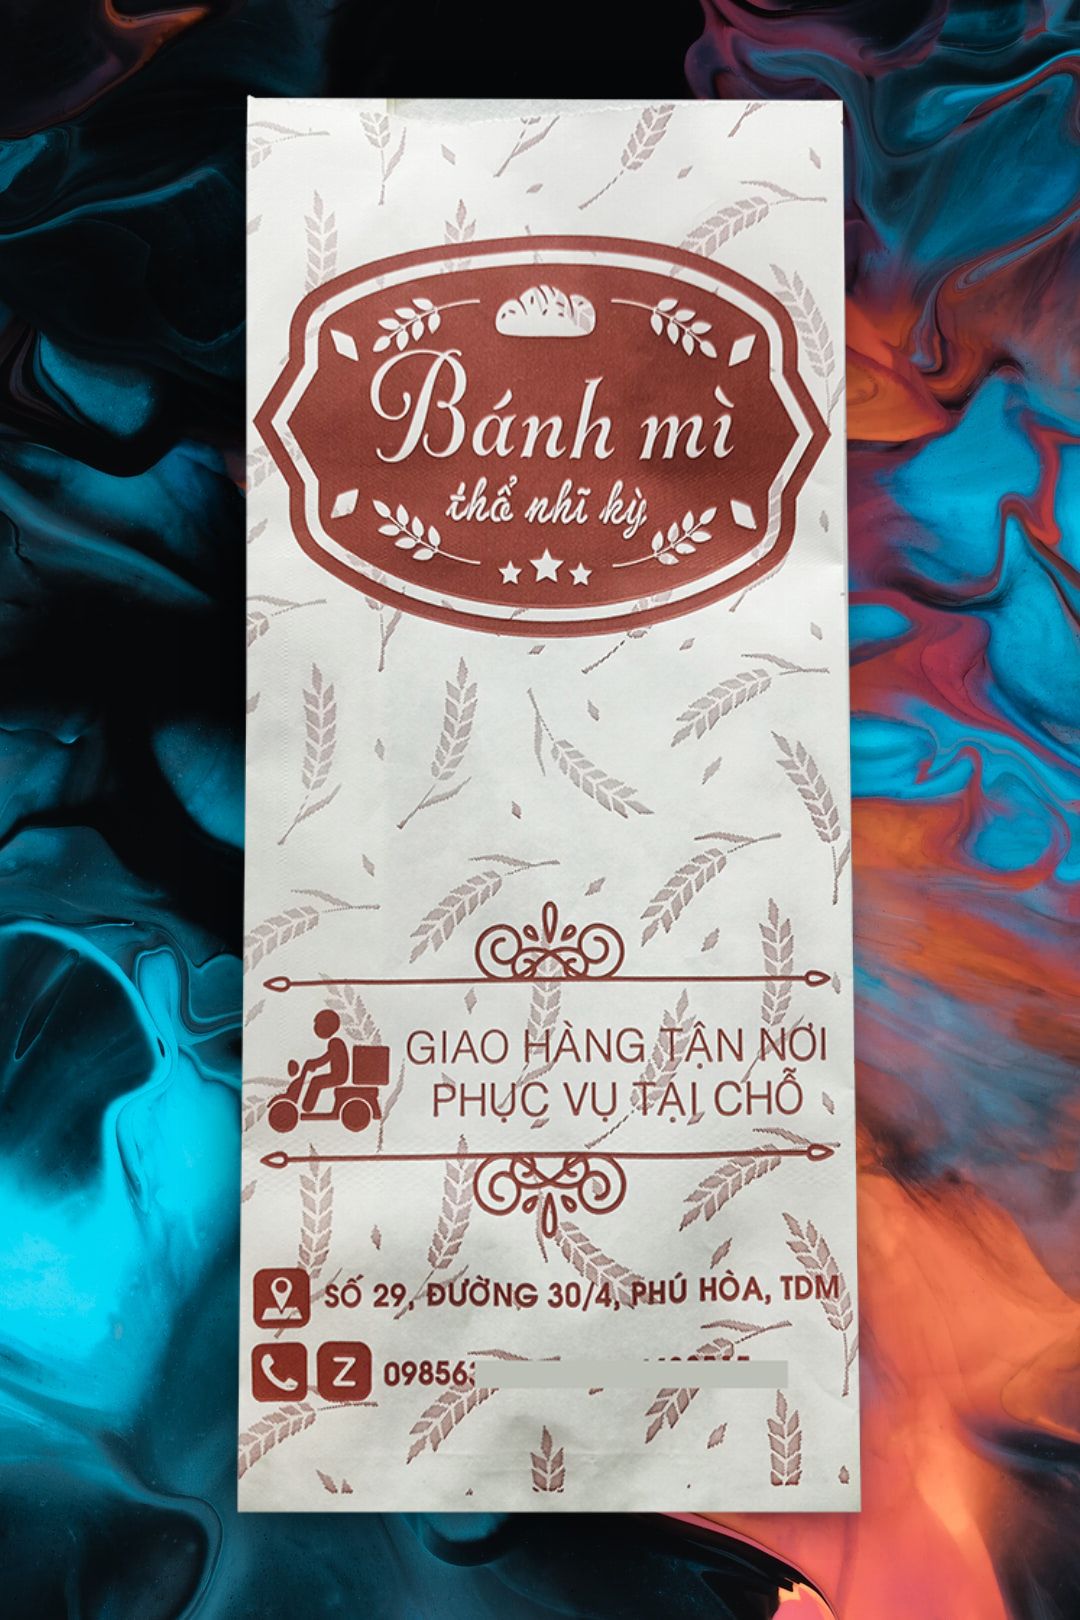 Bánh mì
thổ nhĩ kỳ
GIAO HÀNG TẬN NƠI
PHỤC VỤ TẠI CHỖ
SỐ 29, ĐƯỜNG 30/4, PHÚ HÒA, TDM
Z 09856